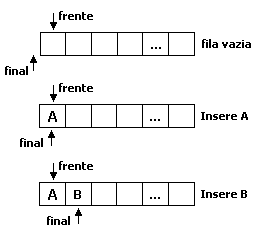 frente
... fila vazia
final
frente
A ... Insere A
final
frente
A B ... Insere B
final